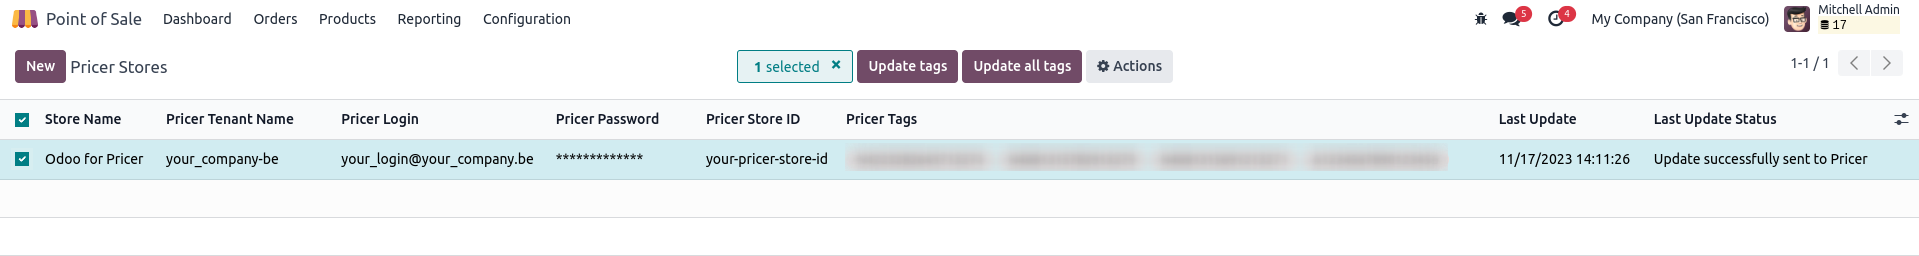 Point of Sale Dashboard Orders Products Reporting Configuration 5 4 My Company (San Francisco) Mitchell Admin
17
New Pricer Stores 1 selected × Update tags Update all tags Actions 1-1 / 1
Store Name Pricer Tenant Name Pricer Login Pricer Password Pricer Store ID Pricer Tags Last Update Last Update Status
Odoo for Pricer your_company-be your_login@your_company.be ************* your-pricer-store-id 11/17/2023 14:11:26 Update successfully sent to Pricer